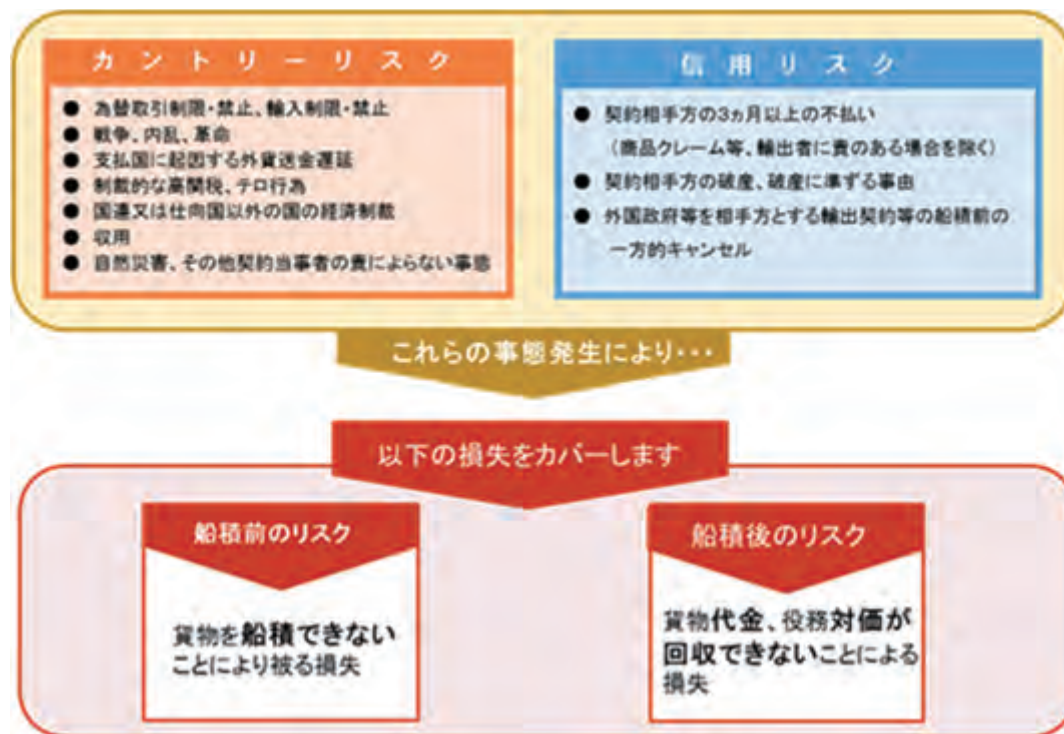 カントリーリスク
● 為替取引制限・禁止、輸入制限・禁止
● 戦争、内乱、革命
● 支払国に起因する外貨送金遅延
● 制裁的な高関税、テロ行為
● 国連又は仕向国以外の国の経済制裁
● 収用
● 自然災害、その他契約当事者の責によらない事態
信用リスク
● 契約相手方の3ヵ月以上の不払い
(商品クレーム等、輸出者に責のある場合を除く)
● 契約相手方の破産、破産に準ずる事由
● 外国政府等を相手方とする輸出契約等の船積前の
一方的キャンセル
これらの事態発生により・・・
以下の損失をカバーします
船積前のリスク
貨物を船積できない
ことにより被る損失
船積後のリスク
貨物代金、役務対価が
回収できないことによる
損失